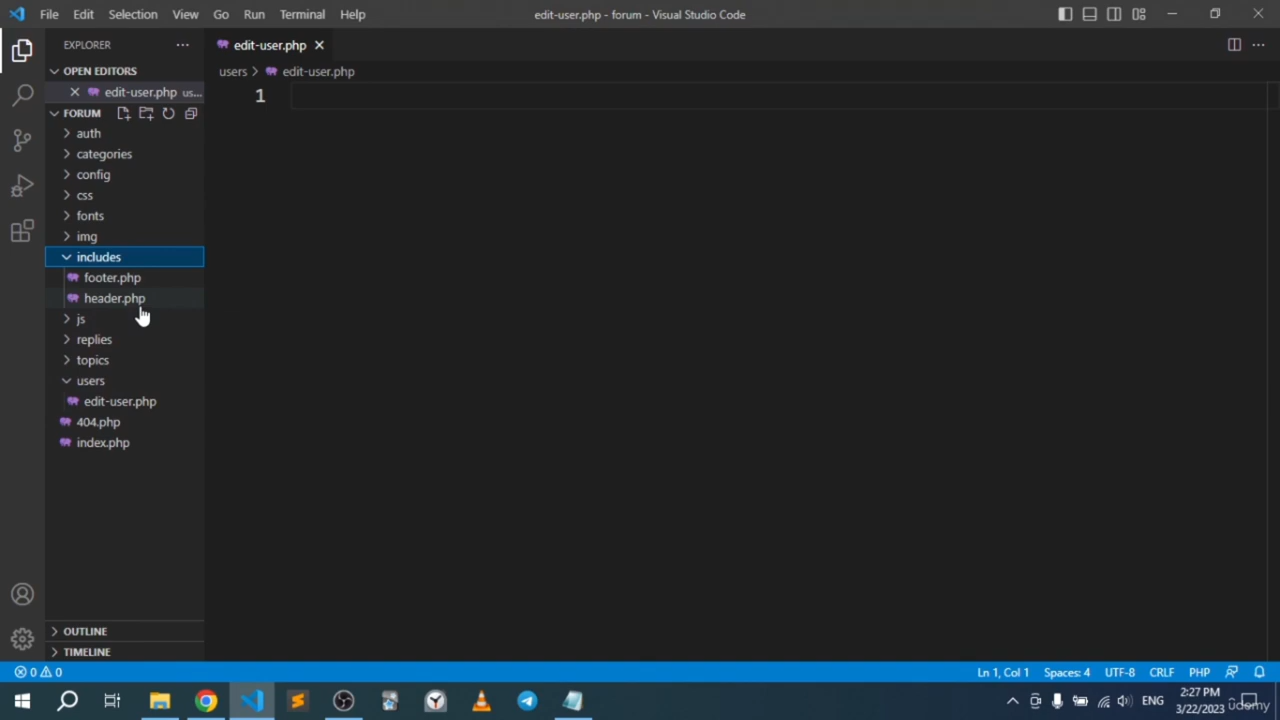 File Edit Selection View Go Run Terminal Help edit-user.php - forum - Visual Studio Code
EXPLORER
edit-user.php
OPEN EDITORS
users > edit-user.php
edit-user.php us...
1
FORUM
auth
categories
config
css
fonts
img
includes
footer.php
header.php
js
replies
topics
users
edit-user.php
404.php
index.php
OUTLINE
TIMELINE
0 0 Ln 1, Col 1 Spaces: 4 UTF-8 CRLF PHP
ENG
2:27 PM
3/22/2023
udemy